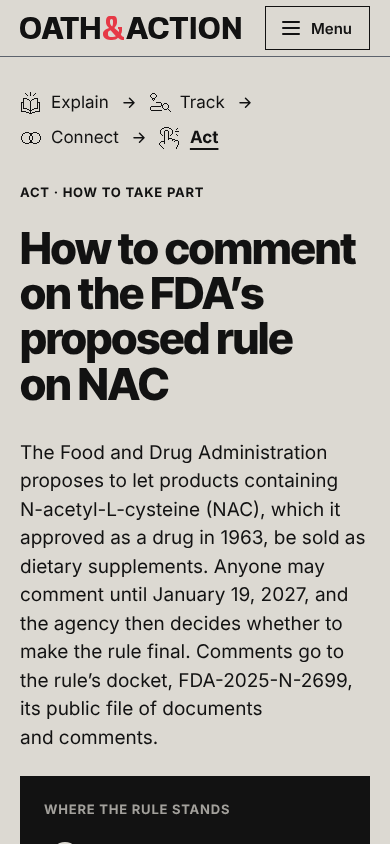 OATH&ACTION
Menu
Explain → Track →
Connect → Act
ACT · HOW TO TAKE PART
How to comment
on the FDA’s
proposed rule
on NAC
The Food and Drug Administration
proposes to let products containing
N-acetyl-L-cysteine (NAC), which it
approved as a drug in 1963, be sold as
dietary supplements. Anyone may
comment until January 19, 2027, and
the agency then decides whether to
make the rule final. Comments go to
the rule’s docket, FDA-2025-N-2699,
its public file of documents
and comments.
WHERE THE RULE STANDS